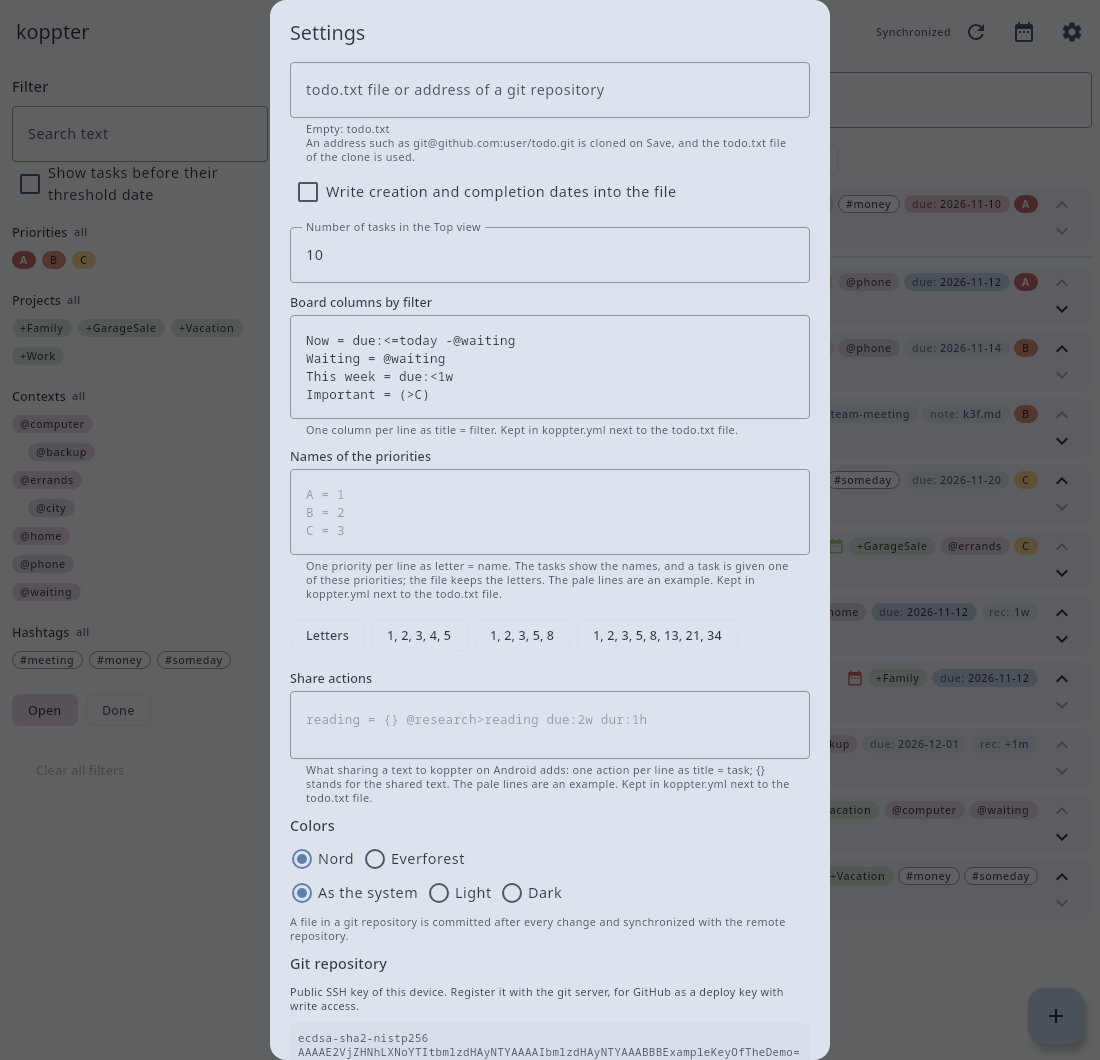 koppter
Synchronized
Filter
Search text
Show tasks before their
threshold date
Priorities all
A B C
Projects all
+Family +GarageSale +Vacation
+Work
Contexts all
@computer
@backup
@errands
@city
@home
@phone
@waiting
Hashtags all
#meeting #money #someday
Open Done
Clear all filters
Settings
todo.txt file or address of a git repository
Empty: todo.txt
An address such as git@github.com:user/todo.git is cloned on Save, and the todo.txt file
of the clone is used.
Write creation and completion dates into the file
Number of tasks in the Top view
10
Board columns by filter
Now = due:<=today -@waiting
Waiting = @waiting
This week = due:<1w
Important = (>C)
One column per line as title = filter. Kept in koppter.yml next to the todo.txt file.
Names of the priorities
A = 1
B = 2
C = 3
One priority per line as letter = name. The tasks show the names, and a task is given one
of these priorities; the file keeps the letters. The pale lines are an example. Kept in
koppter.yml next to the todo.txt file.
Letters 1, 2, 3, 4, 5 1, 2, 3, 5, 8 1, 2, 3, 5, 8, 13, 21, 34
Share actions
reading = {} @research>reading due:2w dur:1h
What sharing a text to koppter on Android adds: one action per line as title = task; {}
stands for the shared text. The pale lines are an example. Kept in koppter.yml next to the
todo.txt file.
Colors
Nord Everforest
As the system Light Dark
A file in a git repository is committed after every change and synchronized with the remote
repository.
Git repository
Public SSH key of this device. Register it with the git server, for GitHub as a deploy key with
write access.
ecdsa-sha2-nistp256
AAAAE2VjZHNhLXNoYTItbmlzdHAyNTYAAAAIbmlzdHAyNTYAAABBBExampleKeyOfTheDemo=
#money due: 2026-11-10 A
@phone due: 2026-11-12 A
@phone due: 2026-11-14 B
team-meeting note: k3f.md B
#someday due: 2026-11-20 C
+GarageSale @errands C
home due: 2026-11-12 rec: 1w
+Family due: 2026-11-12
kup due: 2026-12-01 rec: +1m
acation @computer @waiting
+Vacation #money #someday